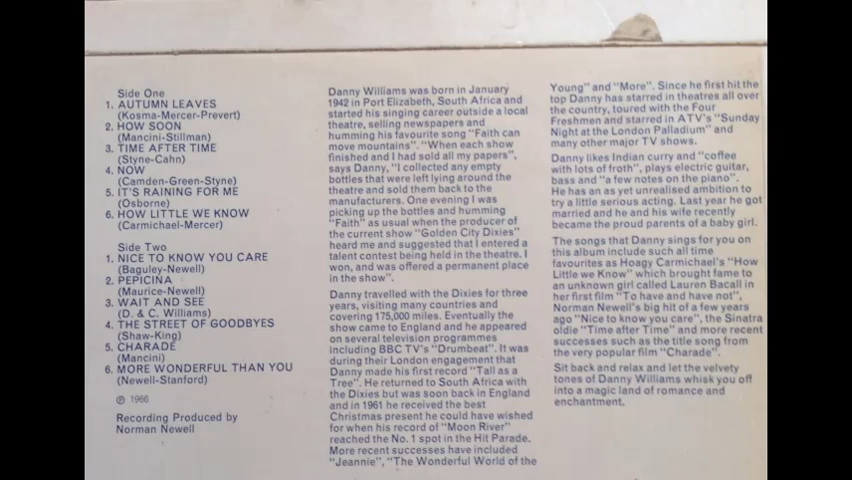 Side One
1. AUTUMN LEAVES
(Kosma-Mercer-Prevert)
2. HOW SOON
(Mancini-Stillman)
3. TIME AFTER TIME
(Styne-Cahn)
4. NOW
(Camden-Green-Styne)
5. IT'S RAINING FOR ME
(Osborne)
6. HOW LITTLE WE KNOW
(Carmichael-Mercer)
Side Two
1. NICE TO KNOW YOU CARE
(Baguley-Newell)
2. PEPICINA
(Maurice-Newell)
3. WAIT AND SEE
(D. & C. Williams)
4. THE STREET OF GOODBYES
(Shaw-King)
5. CHARADE
(Mancini)
6. MORE WONDERFUL THAN YOU
(Newell-Stanford)
℗ 1966
Recording Produced by
Norman Newell
Danny Williams was born in January
1942 in Port Elizabeth, South Africa and
started his singing career outside a local
theatre, selling newspapers and
humming his favourite song "Faith can
move mountains". "When each show
finished and I had sold all my papers",
says Danny, "I collected any empty
bottles that were left lying around the
theatre and sold them back to the
manufacturers. One evening I was
picking up the bottles and humming
"Faith" as usual when the producer of
the current show "Golden City Dixies"
heard me and suggested that I entered a
talent contest being held in the theatre. I
won, and was offered a permanent place
in the show".
Danny travelled with the Dixies for three
years, visiting many countries and
covering 175,000 miles. Eventually the
show came to England and he appeared
on several television programmes
including BBC TV's "Drumbeat". It was
during their London engagement that
Danny made his first record "Tall as a
Tree". He returned to South Africa with
the Dixies but was soon back in England
and in 1961 he received the best
Christmas present he could have wished
for when his record of "Moon River"
reached the No. 1 spot in the Hit Parade.
More recent successes have included
"Jeannie", "The Wonderful World of the
Young" and "More". Since he first hit the
top Danny has starred in theatres all over
the country, toured with the Four
Freshmen and starred in ATV's "Sunday
Night at the London Palladium" and
many other major TV shows.
Danny likes Indian curry and "coffee
with lots of froth", plays electric guitar,
bass and "a few notes on the piano".
He has an as yet unrealised ambition to
try a little serious acting. Last year he got
married and he and his wife recently
became the proud parents of a baby girl.
The songs that Danny sings for you on
this album include such all time
favourites as Hoagy Carmichael's "How
Little we Know" which brought fame to
an unknown girl called Lauren Bacall in
her first film "To have and have not",
Norman Newell's big hit of a few years
ago "Nice to know you care", the Sinatra
oldie "Time after Time" and more recent
successes such as the title song from
the very popular film "Charade".
Sit back and relax and let the velvety
tones of Danny Williams whisk you off
into a magic land of romance and
enchantment.